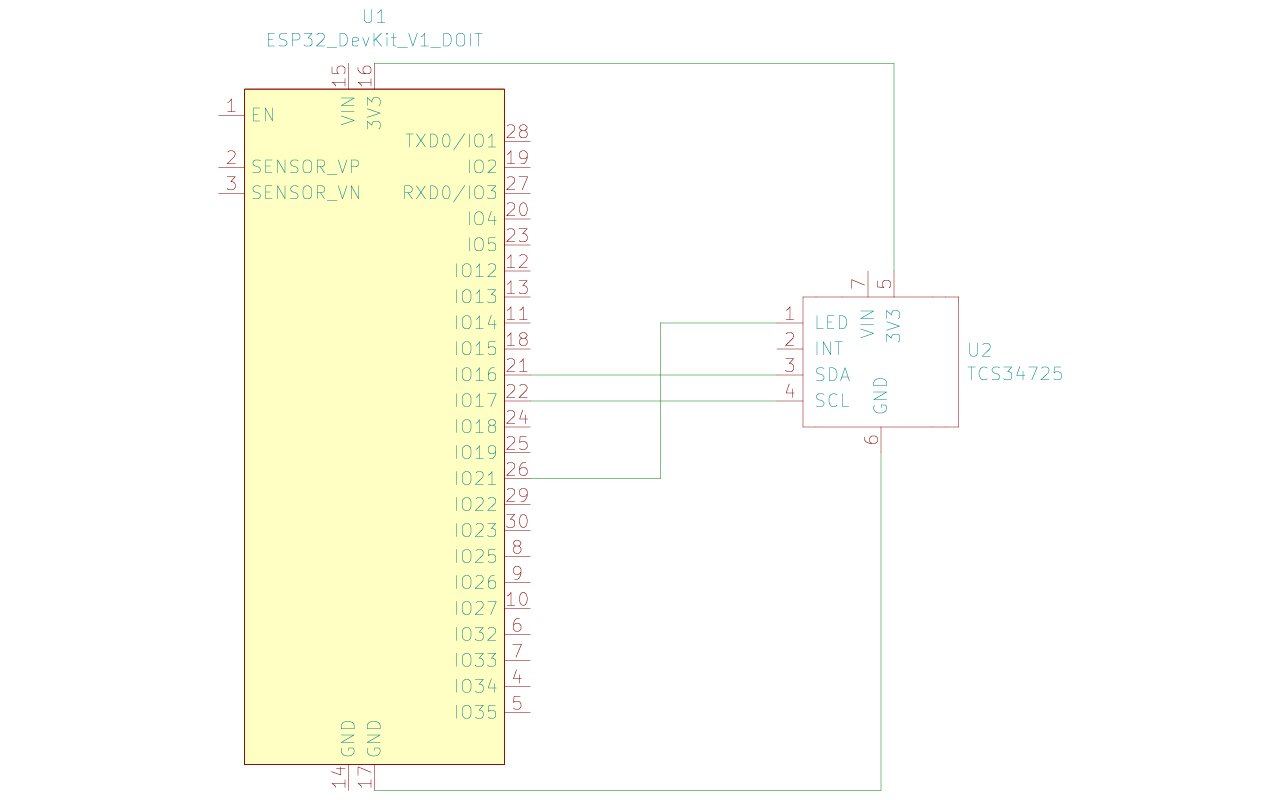 U1
ESP32_DevKit_V1_DOIT
15
16
VIN
3V3
1
EN
2
SENSOR_VP
3
SENSOR_VN
TXD0/IO1
28
IO2
19
RXD0/IO3
27
IO4
20
IO5
23
IO12
12
IO13
13
IO14
11
IO15
18
IO16
21
IO17
22
IO18
24
IO19
25
IO21
26
IO22
29
IO23
30
IO25
8
IO26
9
IO27
10
IO32
6
IO33
7
IO34
4
IO35
5
GND
GND
14
17
7
5
VIN
3V3
1
LED
2
INT
3
SDA
4
SCL
GND
6
U2
TCS34725